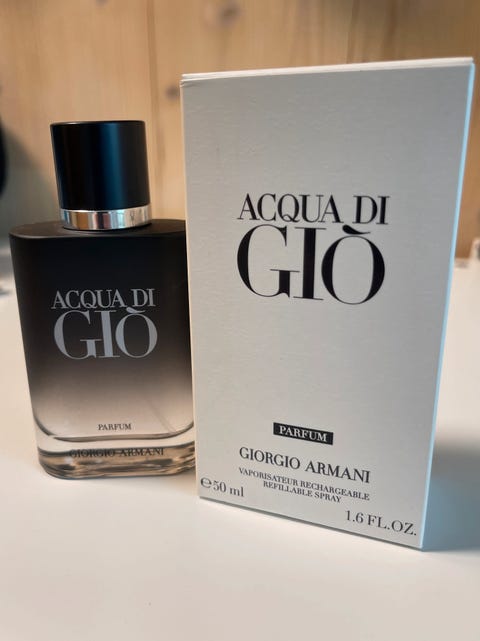 ACQUA DI
GIÒ
PARFUM
GIORGIO ARMANI
ACQUA DI
GIÒ
PARFUM
GIORGIO ARMANI
VAPORISATEUR RECHARGEABLE
REFILLABLE SPRAY
℮50 ml
1.6 FL.OZ.